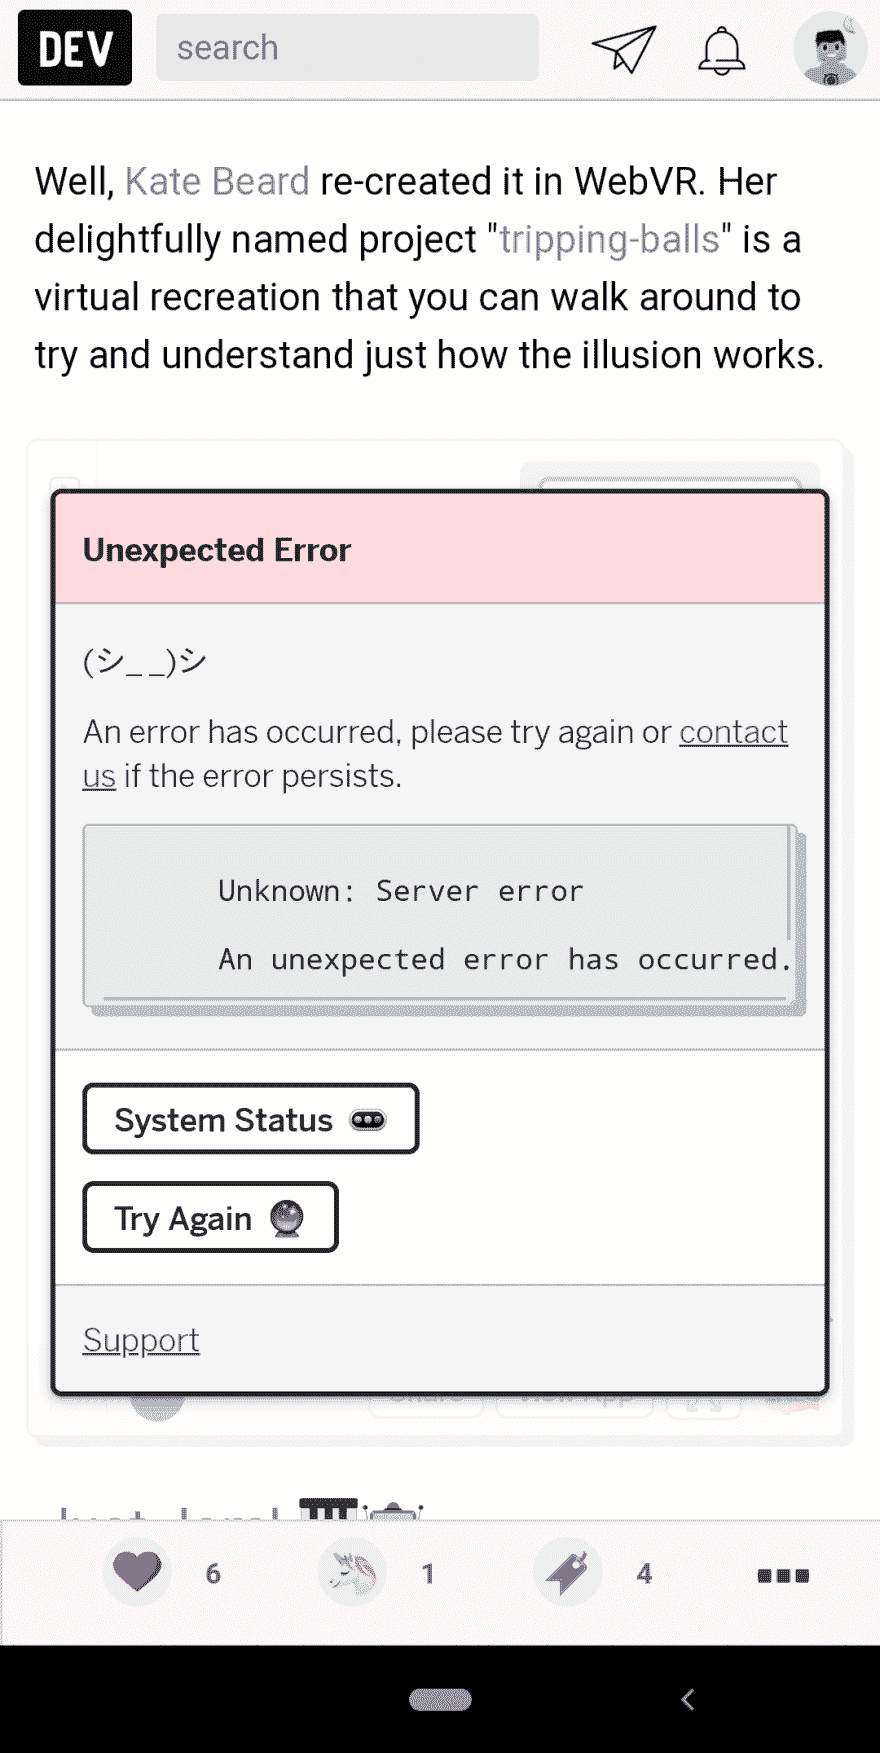 DEV
search
Well, Kate Beard re-created it in WebVR. Her
delightfully named project "tripping-balls" is a
virtual recreation that you can walk around to
try and understand just how the illusion works.
Unexpected Error
(シ_ _)シ
An error has occurred, please try again or contact
us if the error persists.
Unknown: Server error
An unexpected error has occurred.
System Status
Try Again
Support
Share View App
6 1 4